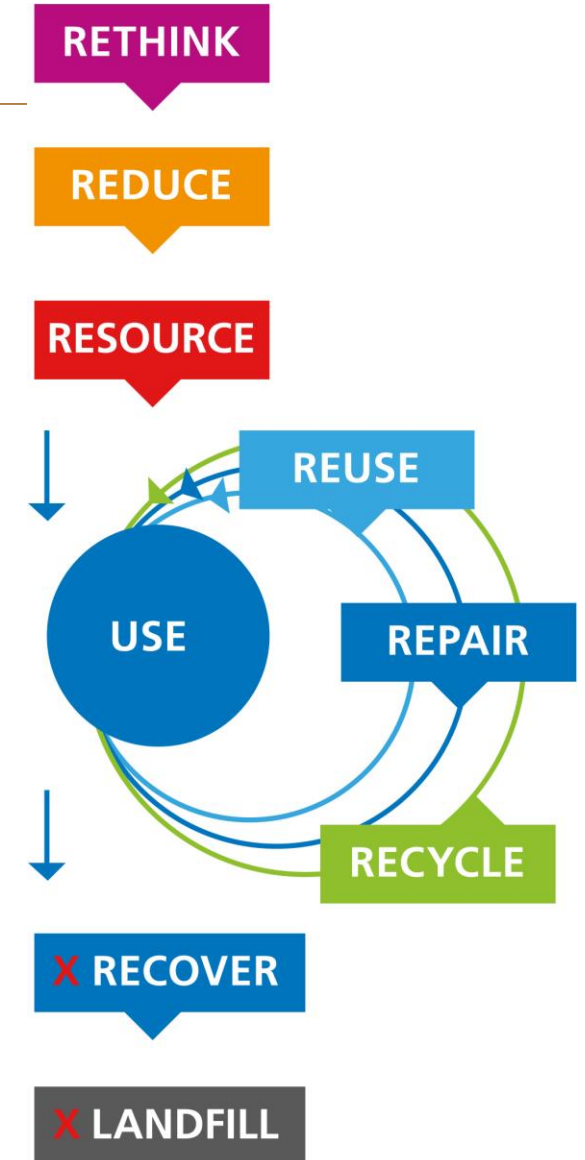 RETHINK
REDUCE
RESOURCE
REUSE
USE
REPAIR
RECYCLE
X RECOVER
X LANDFILL